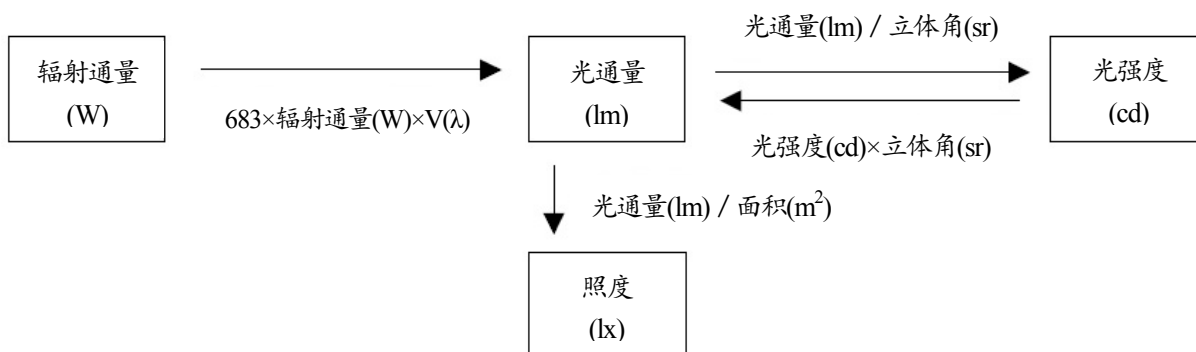 辐射通量
(W)
683×辐射通量(W)×V(λ)
光通量
(lm)
光通量(lm) / 立体角(sr)
光强度(cd)×立体角(sr)
光强度
(cd)
光通量(lm) / 面积(m²)
照度
(lx)